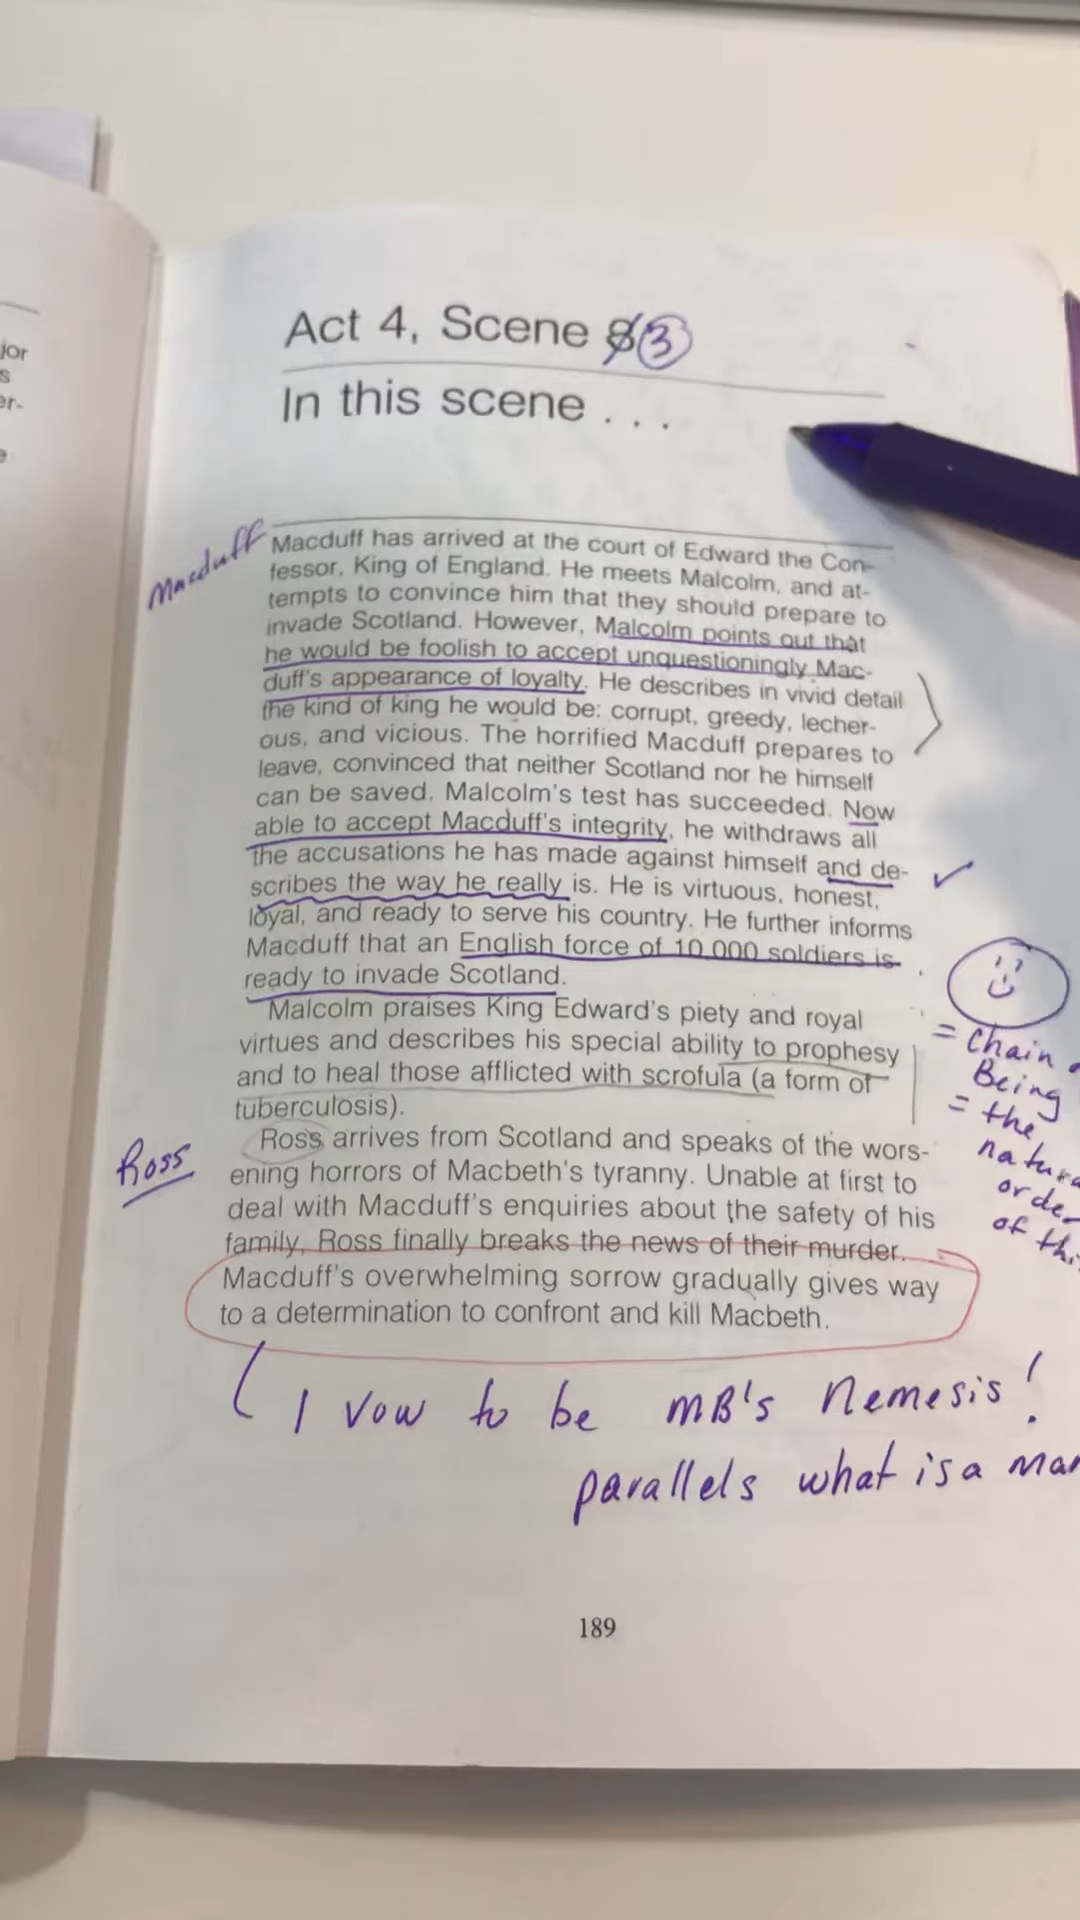 jor
s
er-
e
Act 4, Scene 8 3
In this scene . . .
Macduff
Macduff has arrived at the court of Edward the Con-
fessor, King of England. He meets Malcolm, and at-
tempts to convince him that they should prepare to
invade Scotland. However, Malcolm points out that
he would be foolish to accept unquestioningly Mac-
duff's appearance of loyalty. He describes in vivid detail
the kind of king he would be: corrupt, greedy, lecher-
ous, and vicious. The horrified Macduff prepares to
leave, convinced that neither Scotland nor he himself
can be saved. Malcolm's test has succeeded. Now
able to accept Macduff's integrity, he withdraws all
the accusations he has made against himself and de-
scribes the way he really is. He is virtuous, honest,
loyal, and ready to serve his country. He further informs
Macduff that an English force of 10,000 soldiers is
ready to invade Scotland.
Malcolm praises King Edward's piety and royal
virtues and describes his special ability to prophesy
and to heal those afflicted with scrofula (a form of
tuberculosis).
= Chain
Being
= the
natura
orde
of thi
Ross
Ross arrives from Scotland and speaks of the wors-
ening horrors of Macbeth's tyranny. Unable at first to
deal with Macduff's enquiries about the safety of his
family, Ross finally breaks the news of their murder.
Macduff's overwhelming sorrow gradually gives way
to a determination to confront and kill Macbeth.
I vow to be MB's nemesis!
parallels what is a man
189